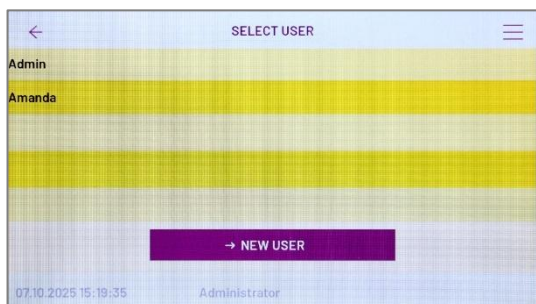 SELECT USER
Admin
Amanda
→ NEW USER
07.10.2025 15:19:35 Administrator